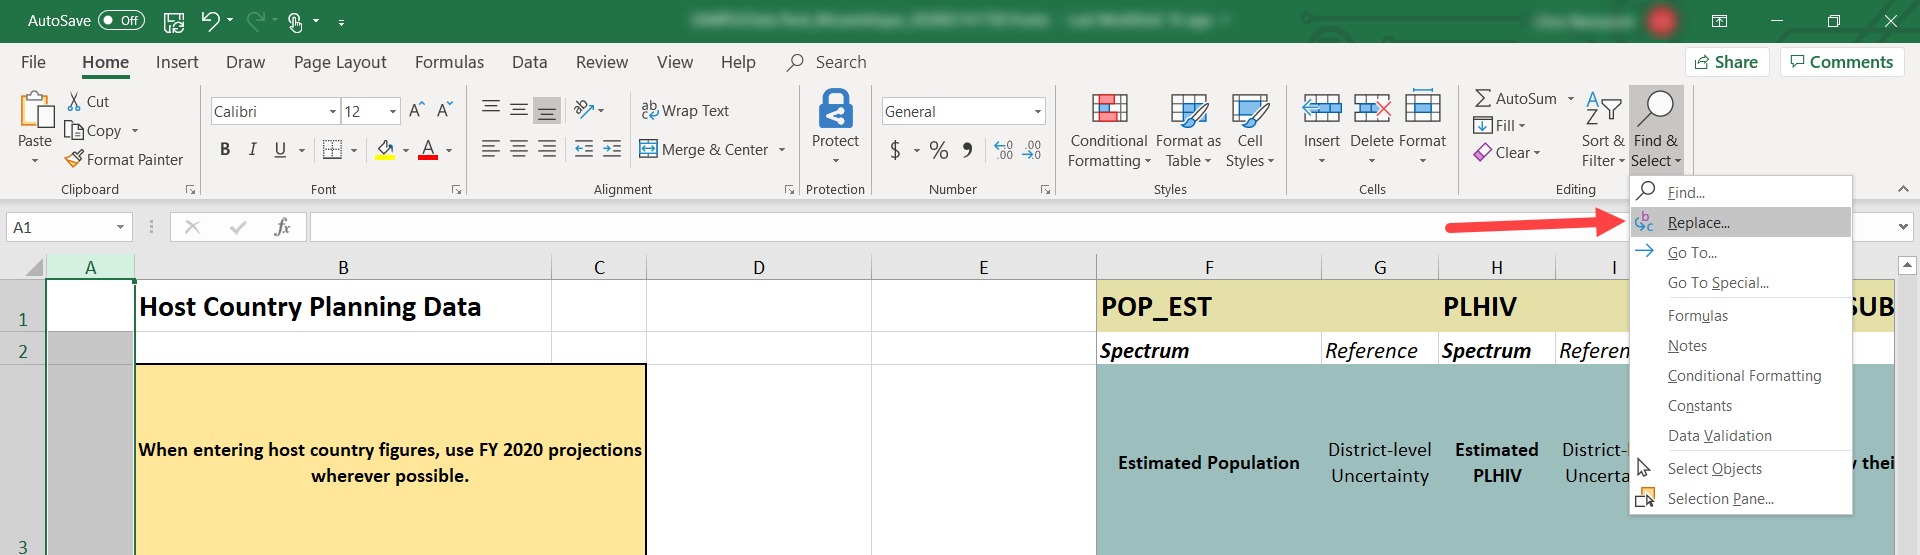 AutoSave Off
File Home Insert Draw Page Layout Formulas Data Review View Help Search Share Comments
Paste
Cut
Copy
Format Painter
Clipboard
Calibri 12 A A
B I U A
Font
ab Wrap Text
Merge & Center
Alignment
Protect
Protection
General
$ % , .00 .00
Number
Conditional Formatting
Format as Table
Cell Styles
Styles
Insert Delete Format
Cells
AutoSum
Fill
Clear
Sort & Filter
Find & Select
Editing
Find...
Replace...
Go To...
Go To Special...
Formulas
Notes
Conditional Formatting
Constants
Data Validation
Select Objects
Selection Pane...
A1 fx
A B C D E F G H I
1 Host Country Planning Data POP_EST PLHIV SUB
2 Spectrum Reference Spectrum Referen
When entering host country figures, use FY 2020 projections
wherever possible.
Estimated Population
District-level
Uncertainty
Estimated
PLHIV
District-
Uncerta
their
3